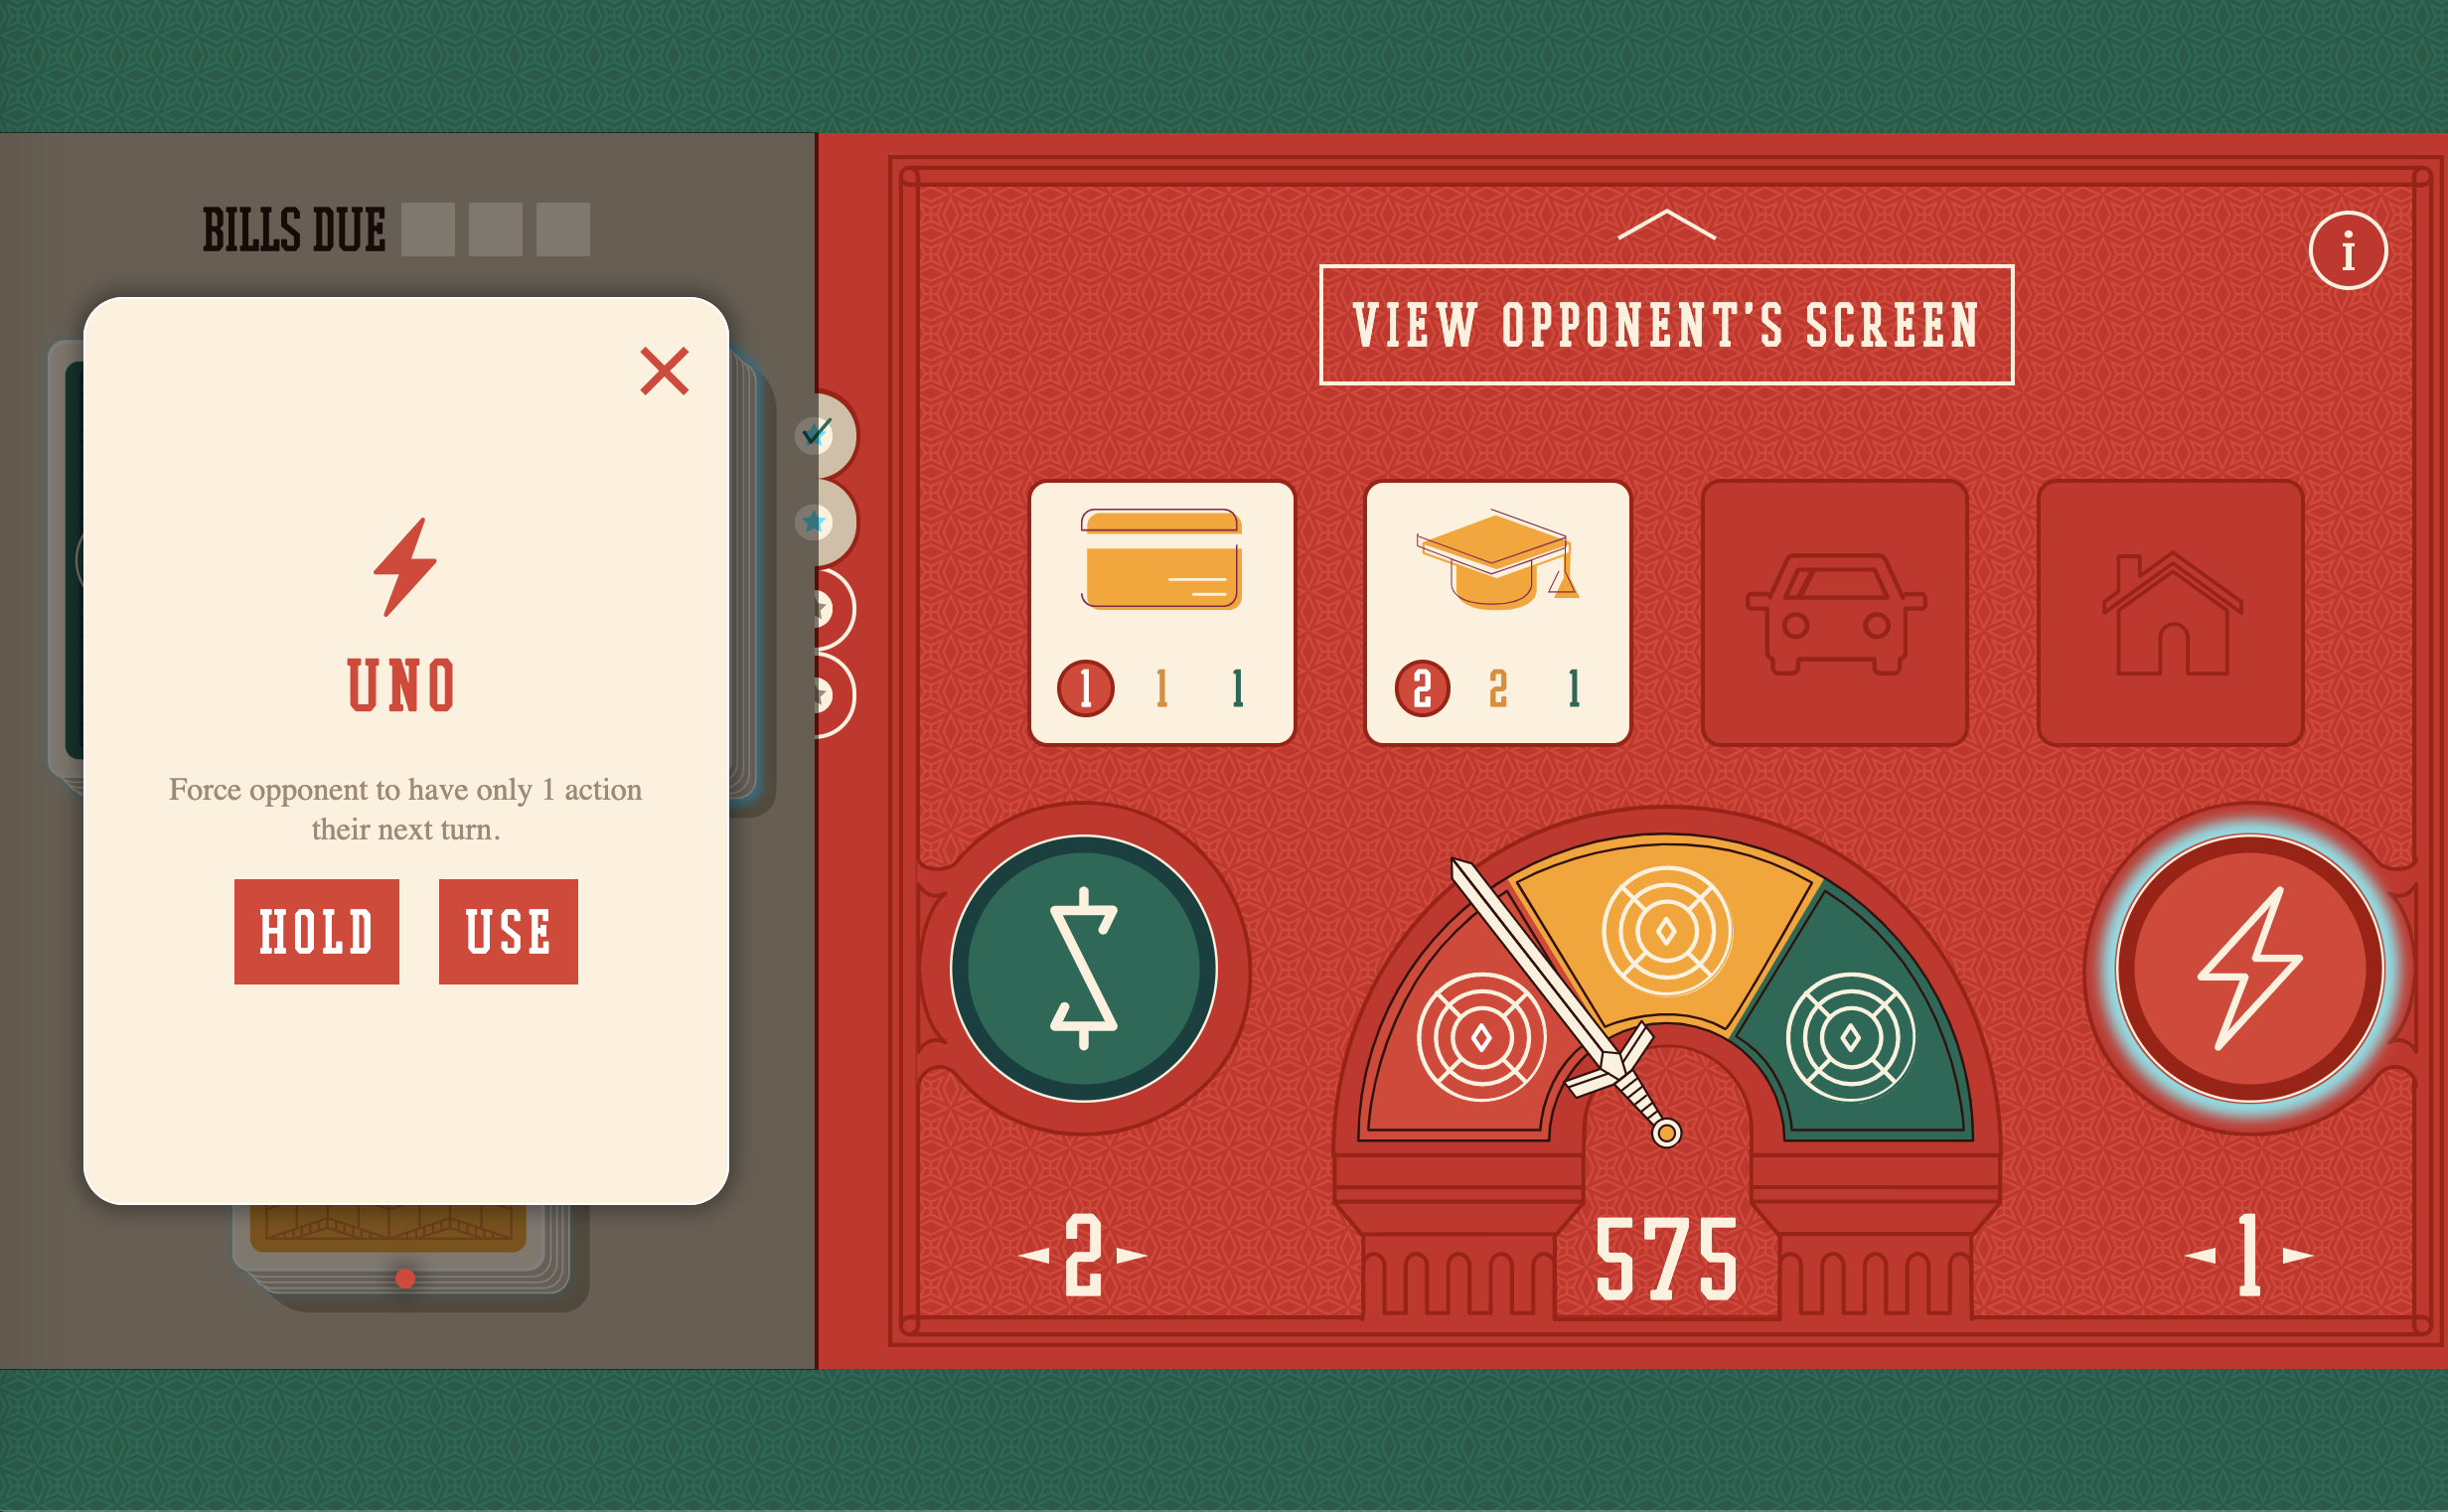 BILLS DUE
UNO
Force opponent to have only 1 action
their next turn.
HOLD USE
i
VIEW OPPONENT'S SCREEN
1 1 1
2 2 1
2
575
1